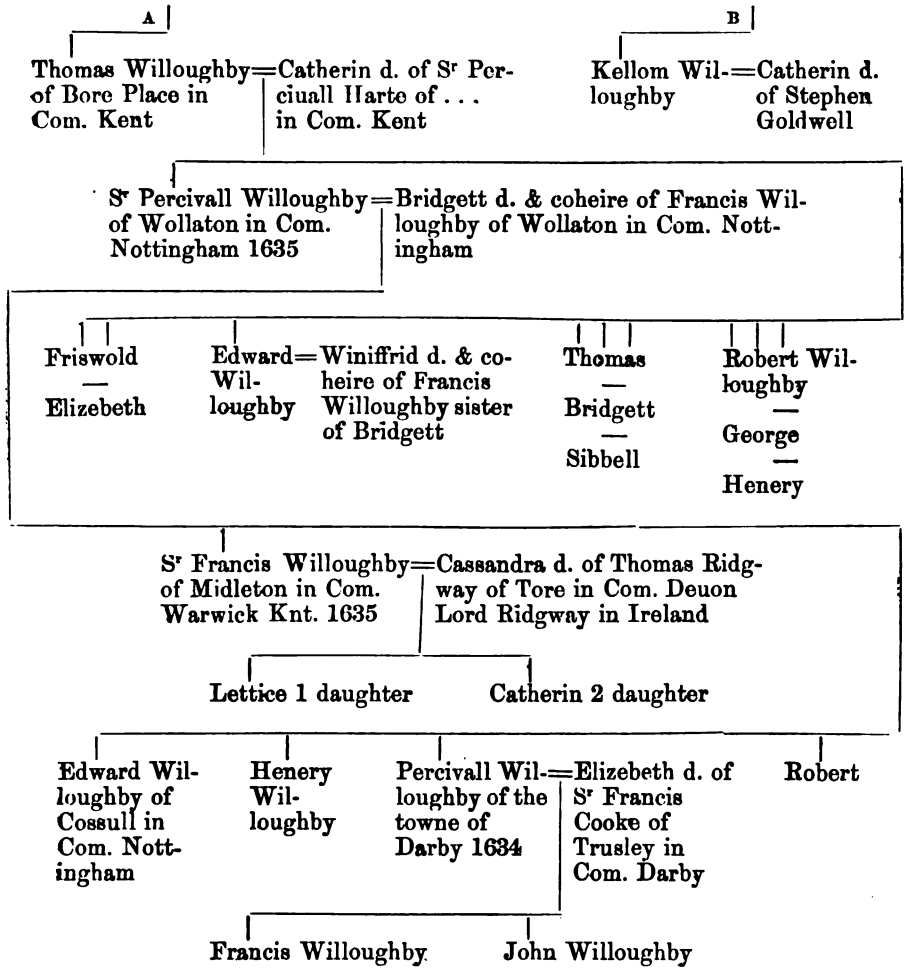 A
B
Thomas Willoughby=Catherin d. of Sr Per-
of Bore Place in ciuall Harte of . . .
Com. Kent in Com. Kent
Kellom Wil-=Catherin d.
loughby of Stephen
Goldwell
Sr Percivall Willoughby=Bridgett d. & coheire of Francis Wil-
of Wollaton in Com. loughby of Wollaton in Com. Nott-
Nottingham 1635 ingham
Friswold
—
Elizebeth
Edward=Winiffrid d. & co-
Wil- heire of Francis
loughby Willoughby sister
of Bridgett
Thomas
—
Bridgett
—
Sibbell
Robert Wil-
loughby
—
George
—
Henery
Sr Francis Willoughby=Cassandra d. of Thomas Ridg-
of Midleton in Com. way of Tore in Com. Deuon
Warwick Knt. 1635 Lord Ridgway in Ireland
Lettice 1 daughter
Catherin 2 daughter
Edward Wil-
loughby of
Cossull in
Com. Nott-
ingham
Henery
Wil-
loughby
Percivall Wil-=Elizebeth d. of
loughby of the Sr Francis
towne of Cooke of
Darby 1634 Trusley in
Com. Darby
Robert
Francis Willoughby
John Willoughby